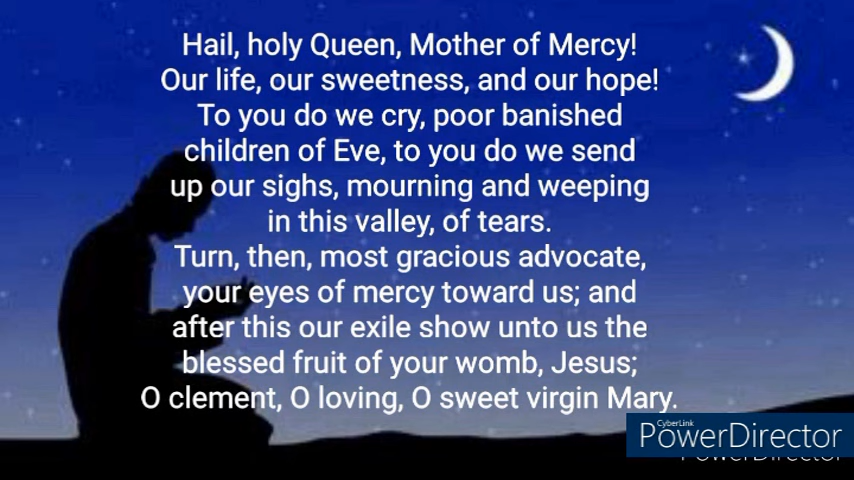 Hail, holy Queen, Mother of Mercy!
Our life, our sweetness, and our hope!
To you do we cry, poor banished
children of Eve, to you do we send
up our sighs, mourning and weeping
in this valley, of tears.
Turn, then, most gracious advocate,
your eyes of mercy toward us; and
after this our exile show unto us the
blessed fruit of your womb, Jesus;
O clement, O loving, O sweet virgin Mary.
CyberLink
PowerDirector
PowerDirector